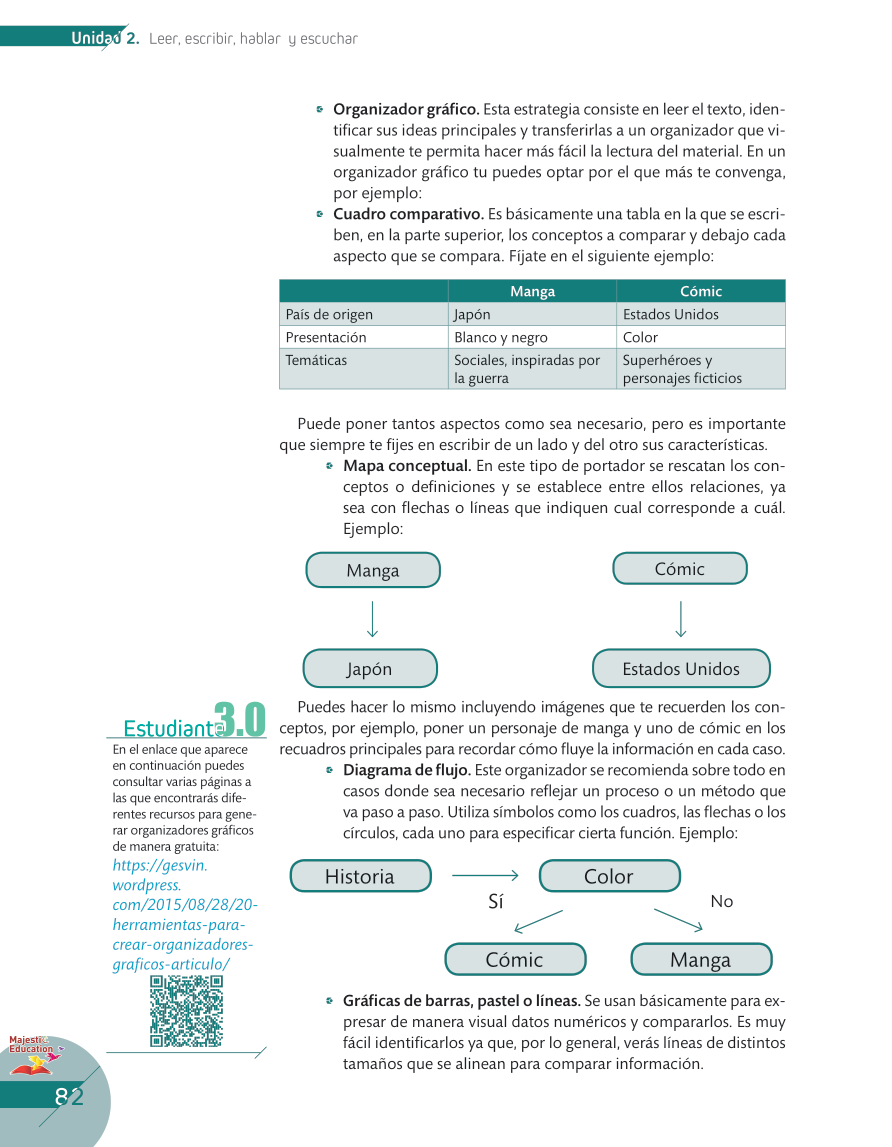 Unidad 2. Leer, escribir, hablar y escuchar
Organizador gráfico. Esta estrategia consiste en leer el texto, iden-
tificar sus ideas principales y transferirlas a un organizador que vi-
sualmente te permita hacer más fácil la lectura del material. En un
organizador gráfico tu puedes optar por el que más te convenga,
por ejemplo:
Cuadro comparativo. Es básicamente una tabla en la que se escri-
ben, en la parte superior, los conceptos a comparar y debajo cada
aspecto que se compara. Fíjate en el siguiente ejemplo:
Manga Cómic
País de origen Japón Estados Unidos
Presentación Blanco y negro Color
Temáticas Sociales, inspiradas por Superhéroes y
la guerra personajes ficticios
Puede poner tantos aspectos como sea necesario, pero es importante
que siempre te fijes en escribir de un lado y del otro sus características.
Mapa conceptual. En este tipo de portador se rescatan los con-
ceptos o definiciones y se establece entre ellos relaciones, ya
sea con flechas o líneas que indiquen cual corresponde a cuál.
Ejemplo:
Manga Cómic
Japón Estados Unidos
Puedes hacer lo mismo incluyendo imágenes que te recuerden los con-
ceptos, por ejemplo, poner un personaje de manga y uno de cómic en los
recuadros principales para recordar cómo fluye la información en cada caso.
Diagrama de flujo. Este organizador se recomienda sobre todo en
casos donde sea necesario reflejar un proceso o un método que
va paso a paso. Utiliza símbolos como los cuadros, las flechas o los
círculos, cada uno para especificar cierta función. Ejemplo:
Historia Color
Sí No
Cómic Manga
Gráficas de barras, pastel o líneas. Se usan básicamente para ex-
presar de manera visual datos numéricos y compararlos. Es muy
fácil identificarlos ya que, por lo general, verás líneas de distintos
tamaños que se alinean para comparar información.
Estudiante 3.0
En el enlace que aparece
en continuación puedes
consultar varias páginas a
las que encontrarás dife-
rentes recursos para gene-
rar organizadores gráficos
de manera gratuita:
https://gesvin.
wordpress.
com/2015/08/28/20-
herramientas-para-
crear-organizadores-
graficos-articulo/
Majestic
Education
82